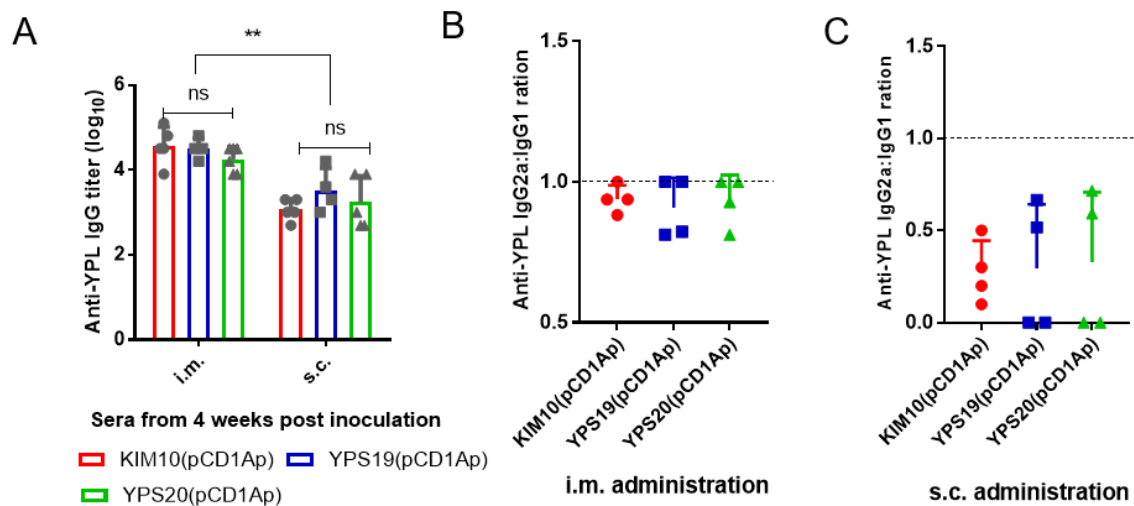 A
**
Anti-YPL IgG titer (log10)
6
4
2
0
ns
ns
i.m.
s.c.
Sera from 4 weeks post inoculation
KIM10(pCD1Ap)
YPS19(pCD1Ap)
YPS20(pCD1Ap)
B
Anti-YPL IgG2a:IgG1 ration
1.5
1.0
0.5
KIM10(pCD1Ap)
YPS19(pCD1Ap)
YPS20(pCD1Ap)
i.m. administration
C
Anti-YPL IgG2a:IgG1 ration
1.5
1.0
0.5
0.0
KIM10(pCD1Ap)
YPS19(pCD1Ap)
YPS20(pCD1Ap)
s.c. administration